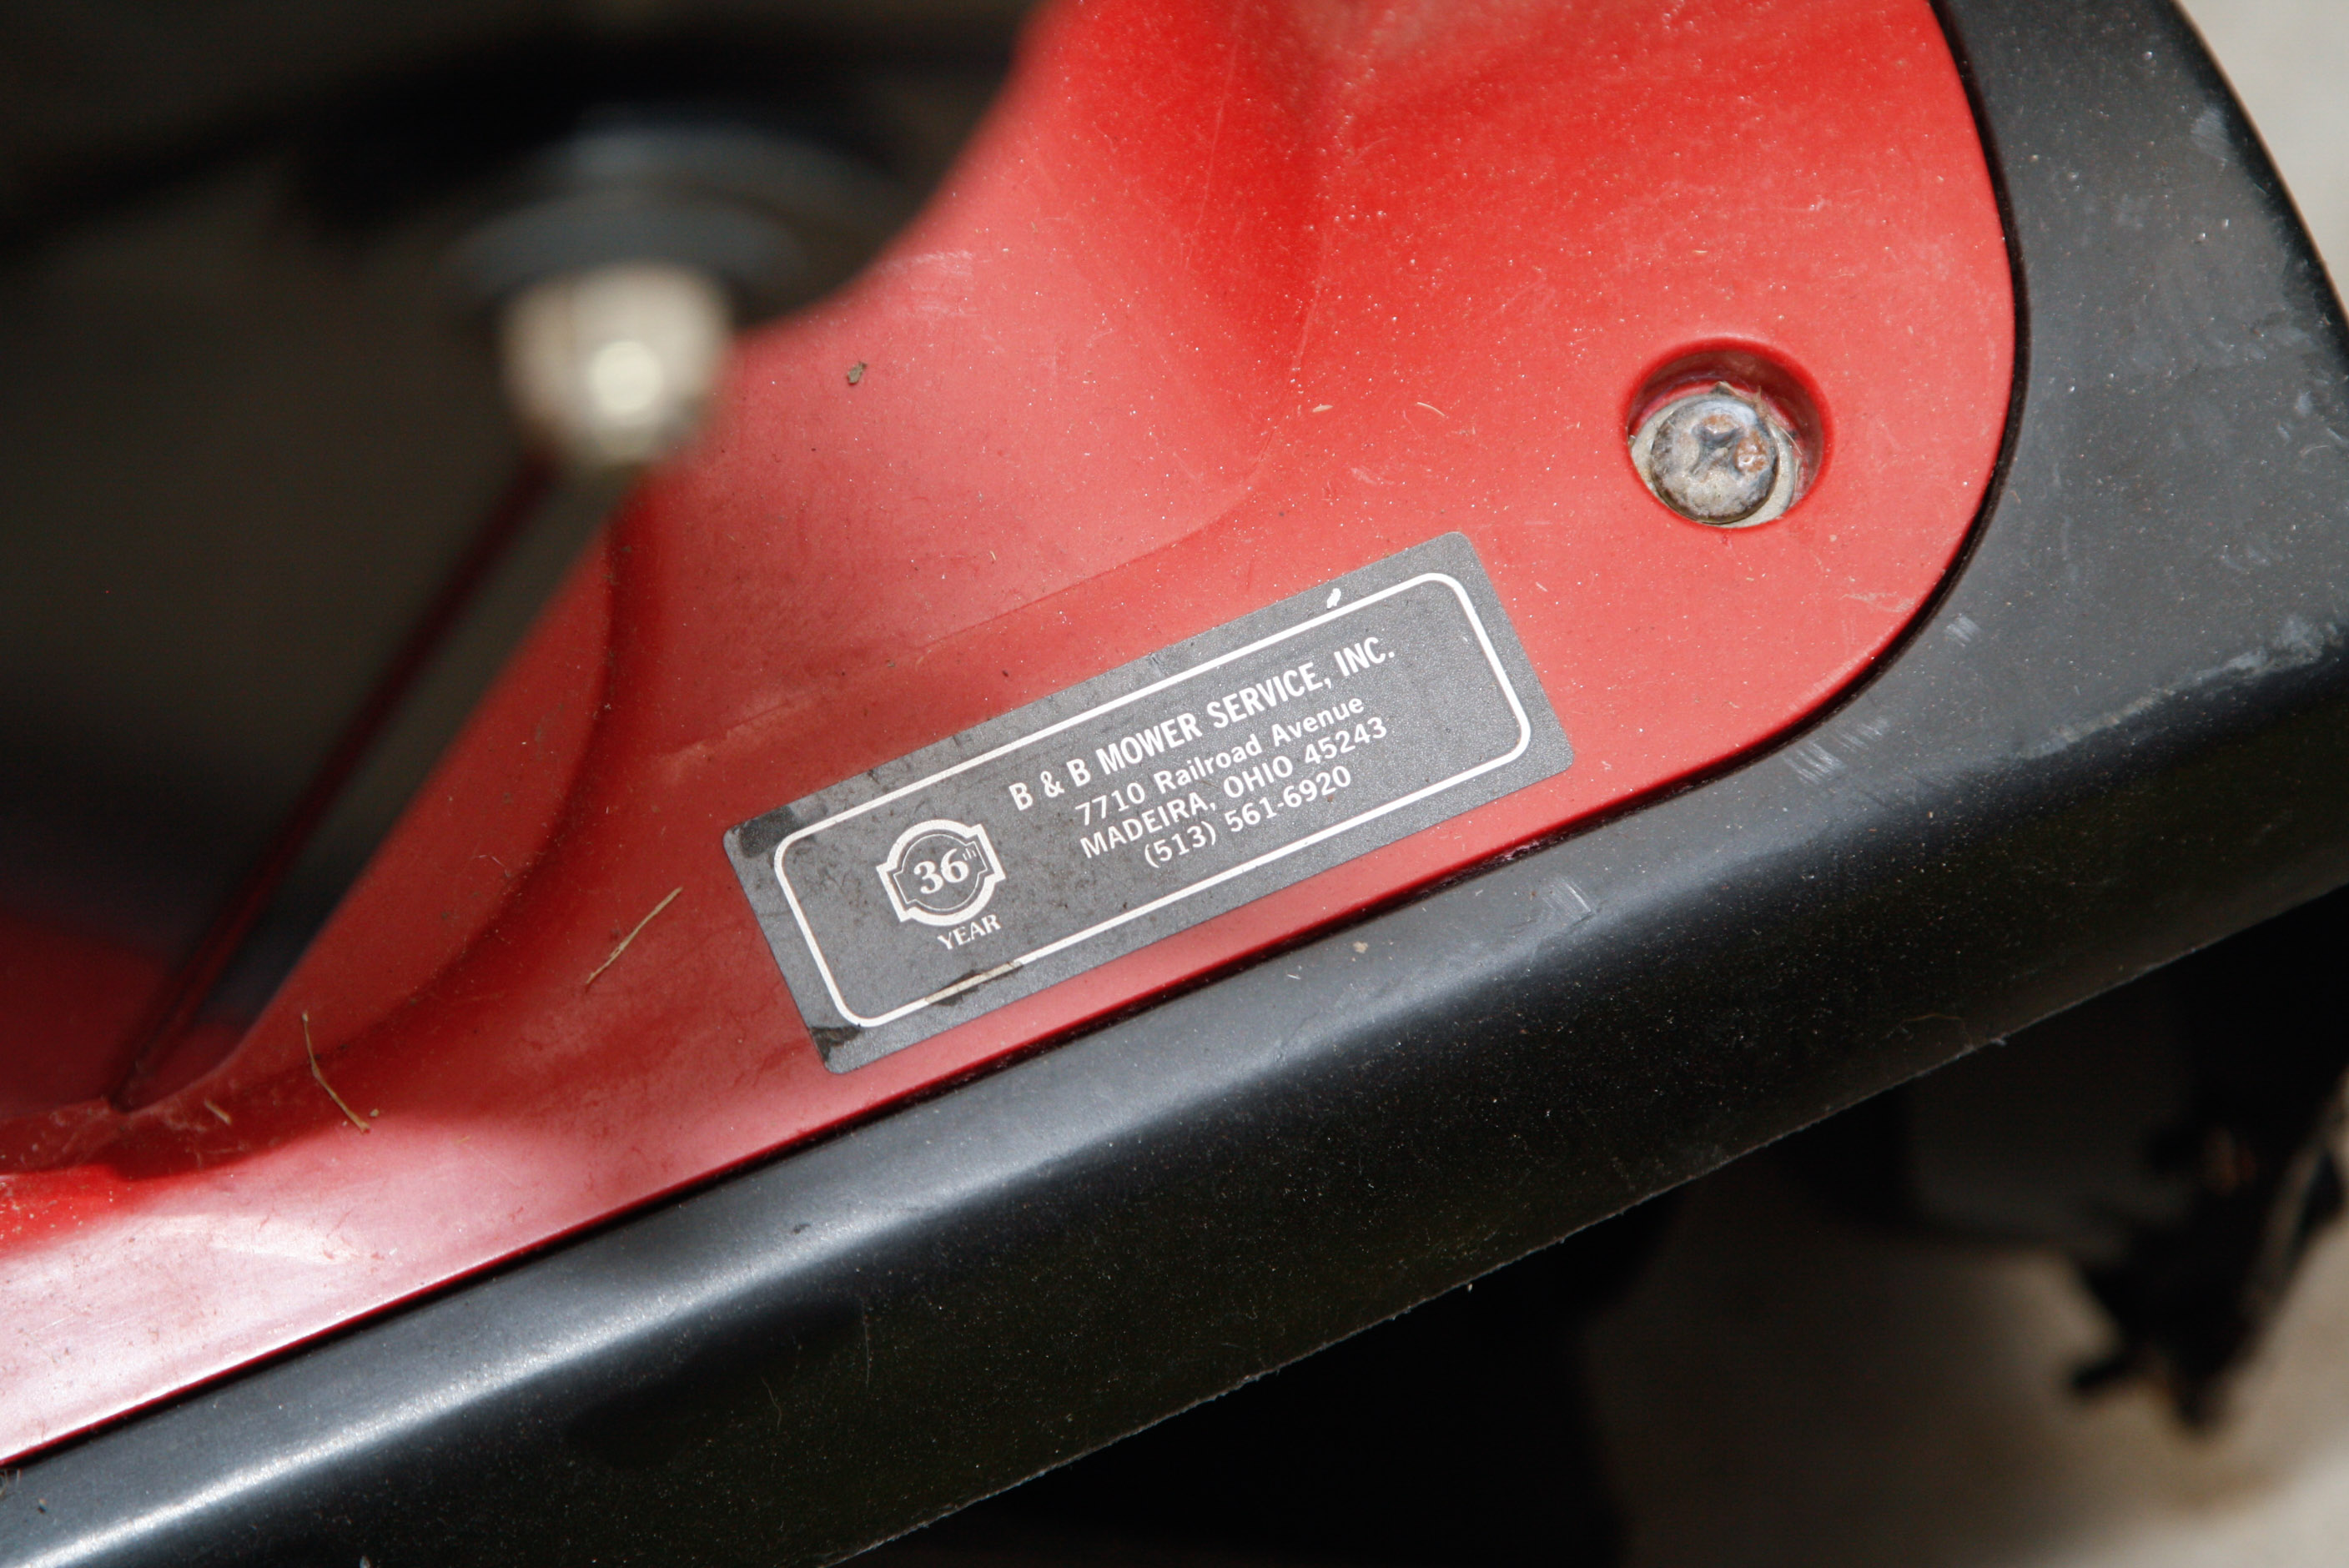 B & B MOWER SERVICE, INC.
7710 Railroad Avenue
MADEIRA, OHIO 45243
(513) 561-6920
36th
YEAR